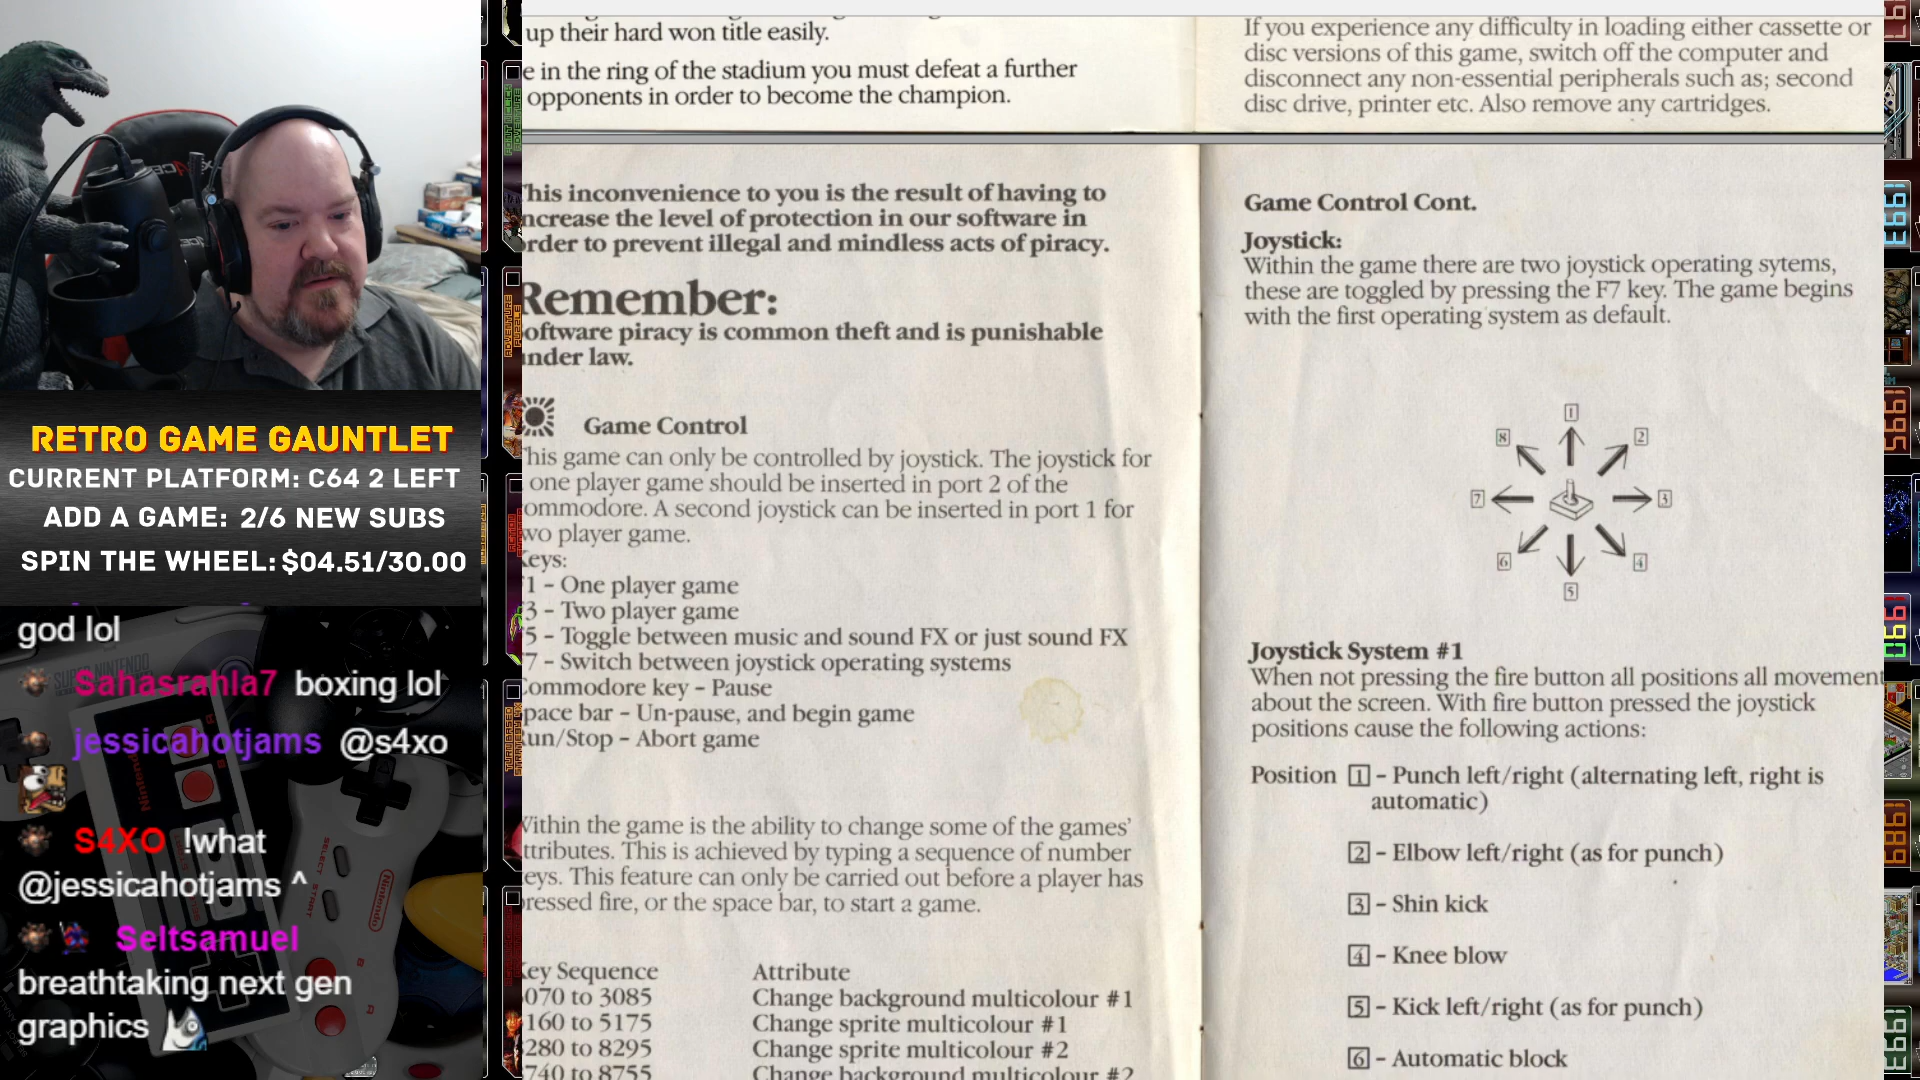 RETRO GAME GAUNTLET
CURRENT PLATFORM: C64 2 LEFT
ADD A GAME: 2/6 NEW SUBS
SPIN THE WHEEL: $04.51/30.00
god lol
Sahasrahla7 boxing lol
jessicahotjams @s4xo
S4XO !what
@jessicahotjams ^
Seltsamuel
breathtaking next gen
graphics
up their hard won title easily.
e in the ring of the stadium you must defeat a further
opponents in order to become the champion.
If you experience any difficulty in loading either cassette or
disc versions of this game, switch off the computer and
disconnect any non-essential peripherals such as; second
disc drive, printer etc. Also remove any cartridges.
his inconvenience to you is the result of having to
ncrease the level of protection in our software in
rder to prevent illegal and mindless acts of piracy.
Remember:
oftware piracy is common theft and is punishable
under law.
Game Control
his game can only be controlled by joystick. The joystick for
one player game should be inserted in port 2 of the
ommodore. A second joystick can be inserted in port 1 for
wo player game.
eys:
1 – One player game
3 – Two player game
5 – Toggle between music and sound FX or just sound FX
7 – Switch between joystick operating systems
ommodore key – Pause
pace bar – Un-pause, and begin game
un/Stop – Abort game
Within the game is the ability to change some of the games'
ttributes. This is achieved by typing a sequence of number
eys. This feature can only be carried out before a player has
ressed fire, or the space bar, to start a game.
Key Sequence Attribute
070 to 3085 Change background multicolour #1
160 to 5175 Change sprite multicolour #1
280 to 8295 Change sprite multicolour #2
740 to 8755 Change background multicolour #2
Game Control Cont.
Joystick:
Within the game there are two joystick operating sytems,
these are toggled by pressing the F7 key. The game begins
with the first operating system as default.
1
8 2
7 3
6 4
5
Joystick System #1
When not pressing the fire button all positions all movement
about the screen. With fire button pressed the joystick
positions cause the following actions:
Position 1 – Punch left/right (alternating left, right is
automatic)
2 – Elbow left/right (as for punch)
3 – Shin kick
4 – Knee blow
5 – Kick left/right (as for punch)
6 – Automatic block